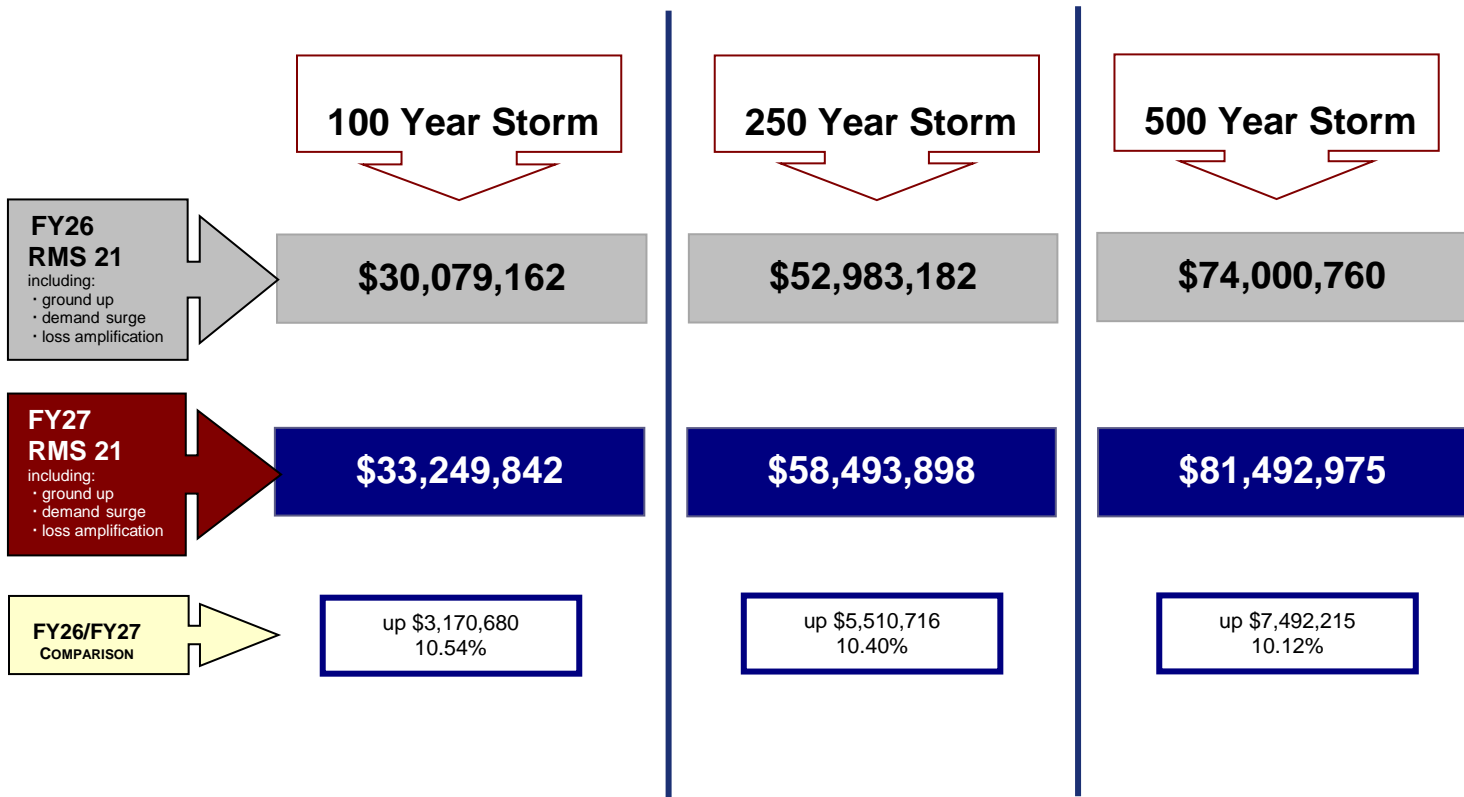 100 Year Storm
250 Year Storm
500 Year Storm
FY26
RMS 21
including:
· ground up
· demand surge
· loss amplification
$30,079,162
$52,983,182
$74,000,760
FY27
RMS 21
including:
· ground up
· demand surge
· loss amplification
$33,249,842
$58,493,898
$81,492,975
FY26/FY27
COMPARISON
up $3,170,680
10.54%
up $5,510,716
10.40%
up $7,492,215
10.12%